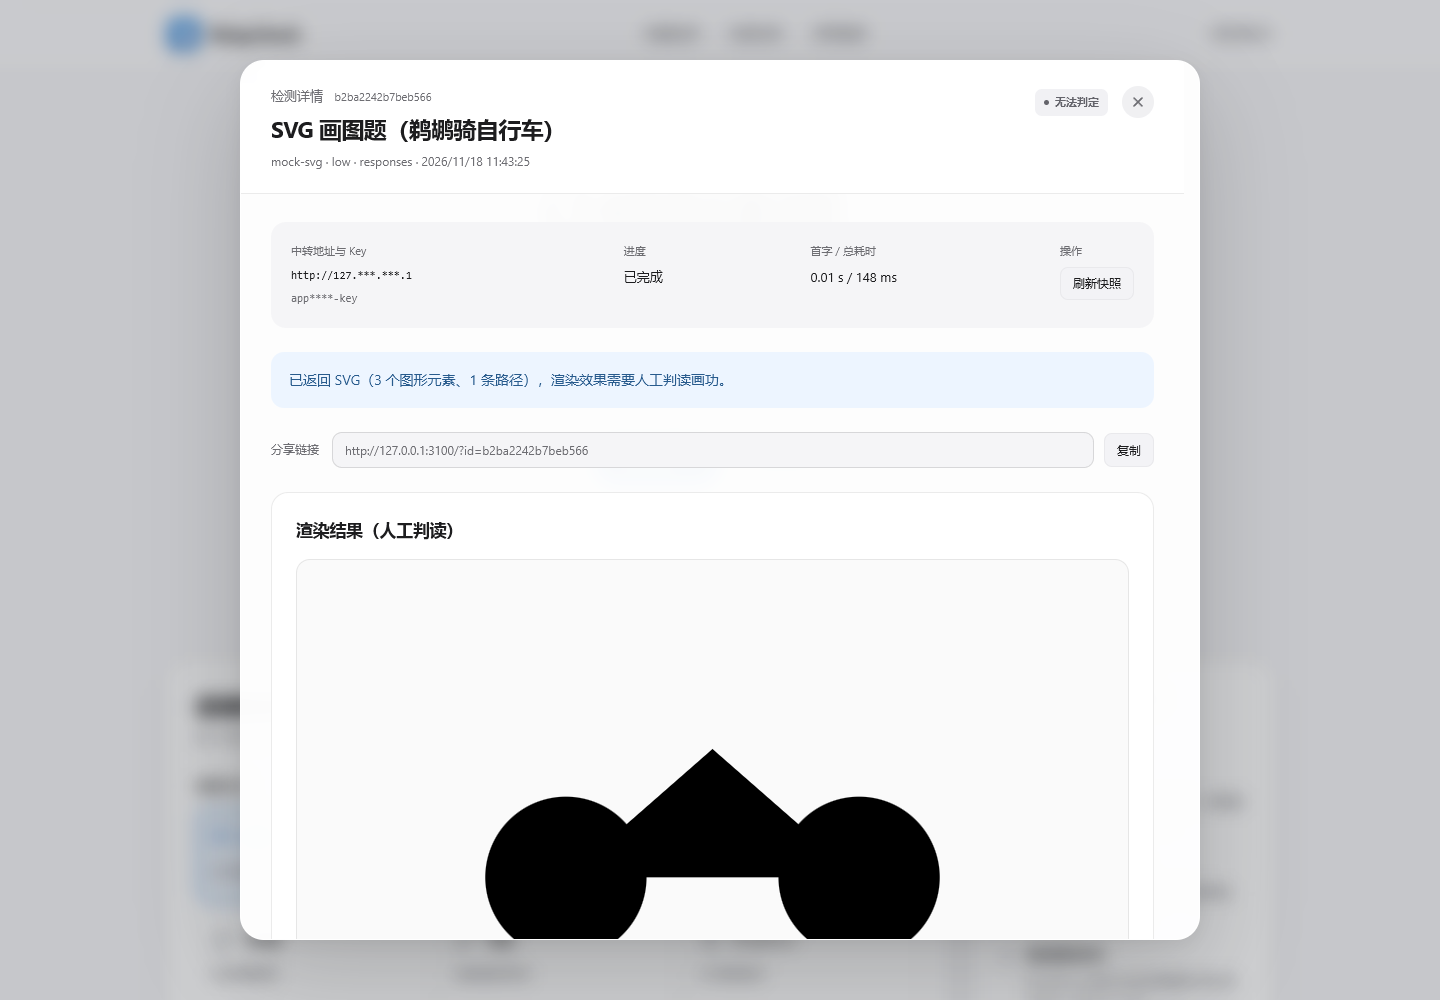 检测详情 b2ba2242b7beb566
无法判定
SVG 画图题（鹈鹕骑自行车）
mock-svg · low · responses · 2026/11/18 11:43:25
中转地址与 Key
http://127.***.***.1
app****-key
进度
已完成
首字 / 总耗时
0.01 s / 148 ms
操作
刷新快照
已返回 SVG（3 个图形元素、1 条路径），渲染效果需要人工判读画功。
分享链接
http://127.0.0.1:3100/?id=b2ba2242b7beb566
复制
渲染结果（人工判读）